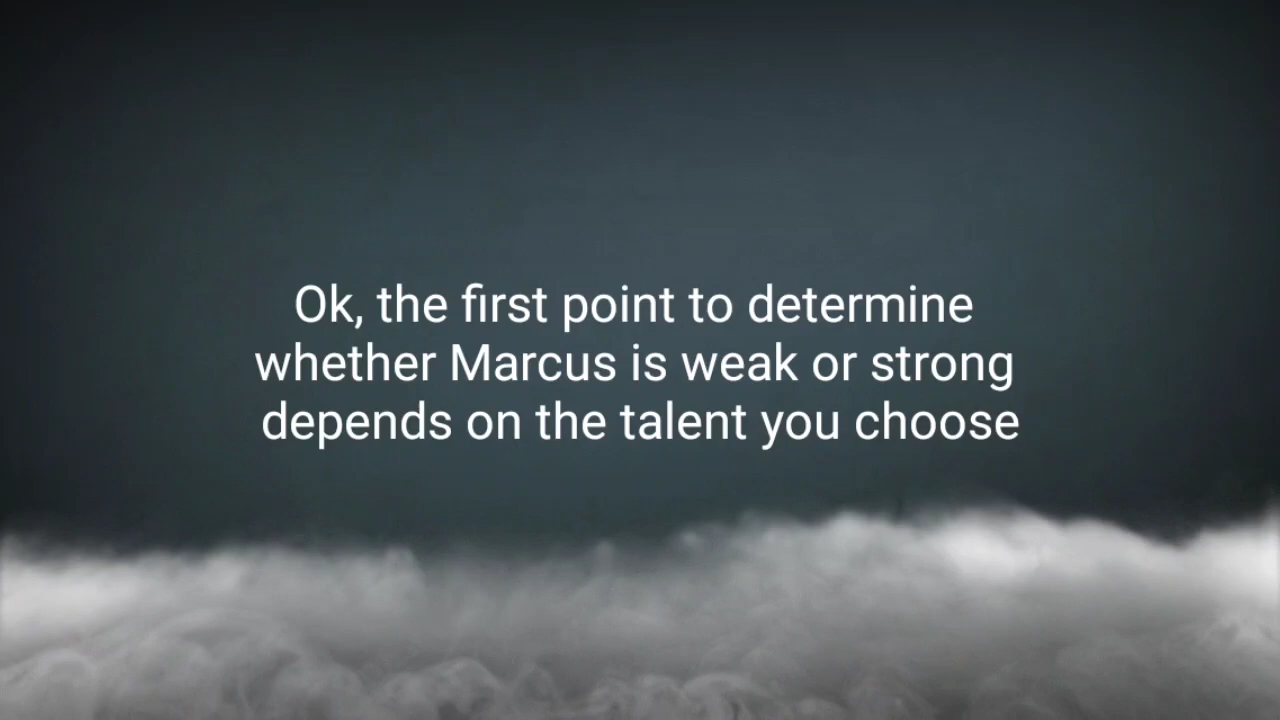 Ok, the first point to determine
whether Marcus is weak or strong
depends on the talent you choose